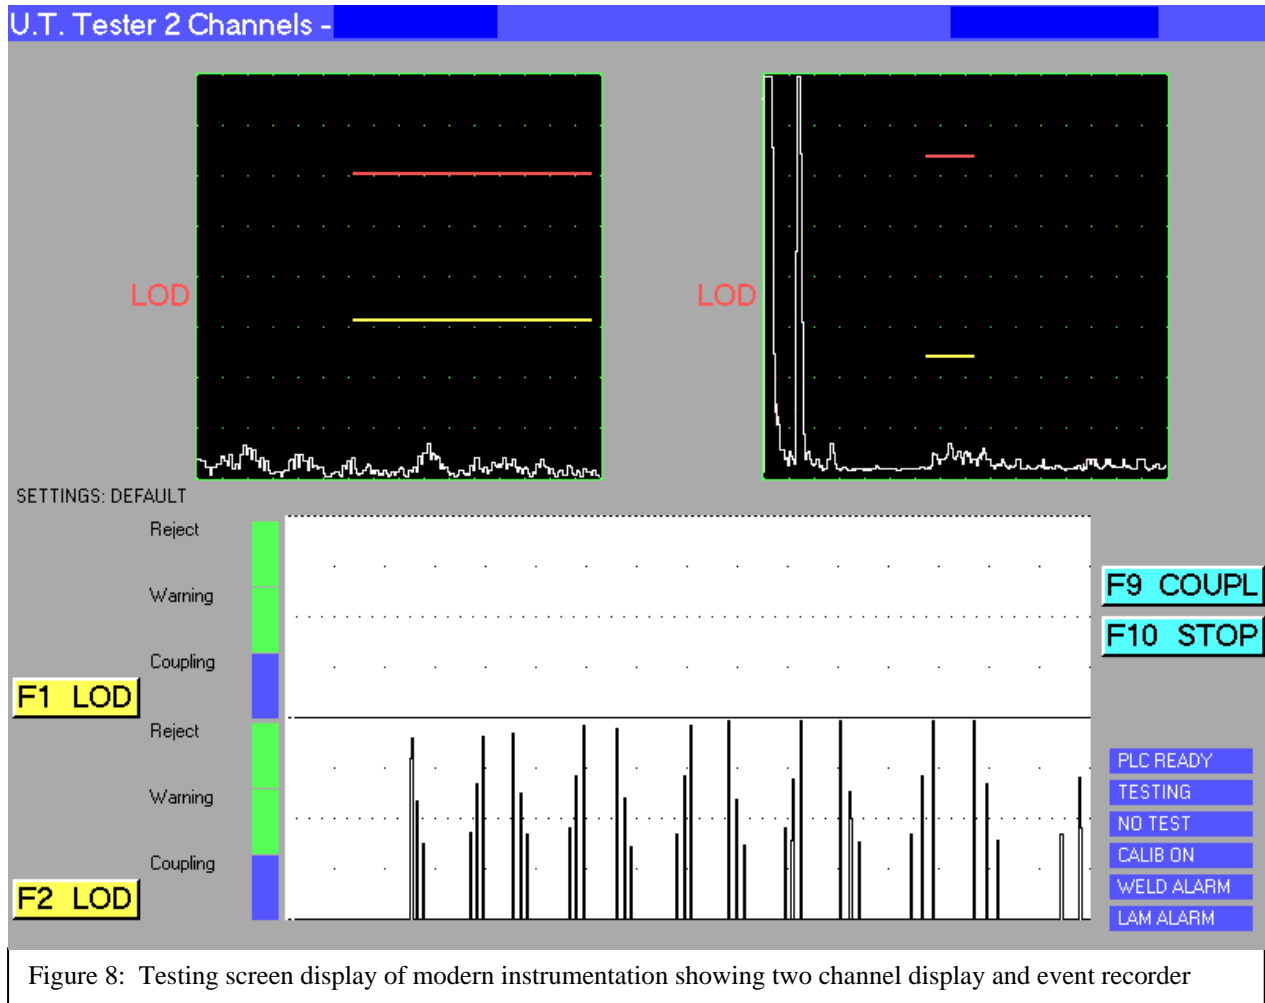 U.T. Tester 2 Channels -
LOD
LOD
SETTINGS: DEFAULT
Reject
Warning
Coupling
F1 LOD
Reject
Warning
Coupling
F2 LOD
F9 COUPL
F10 STOP
PLC READY
TESTING
NO TEST
CALIB ON
WELD ALARM
LAM ALARM
Figure 8: Testing screen display of modern instrumentation showing two channel display and event recorder